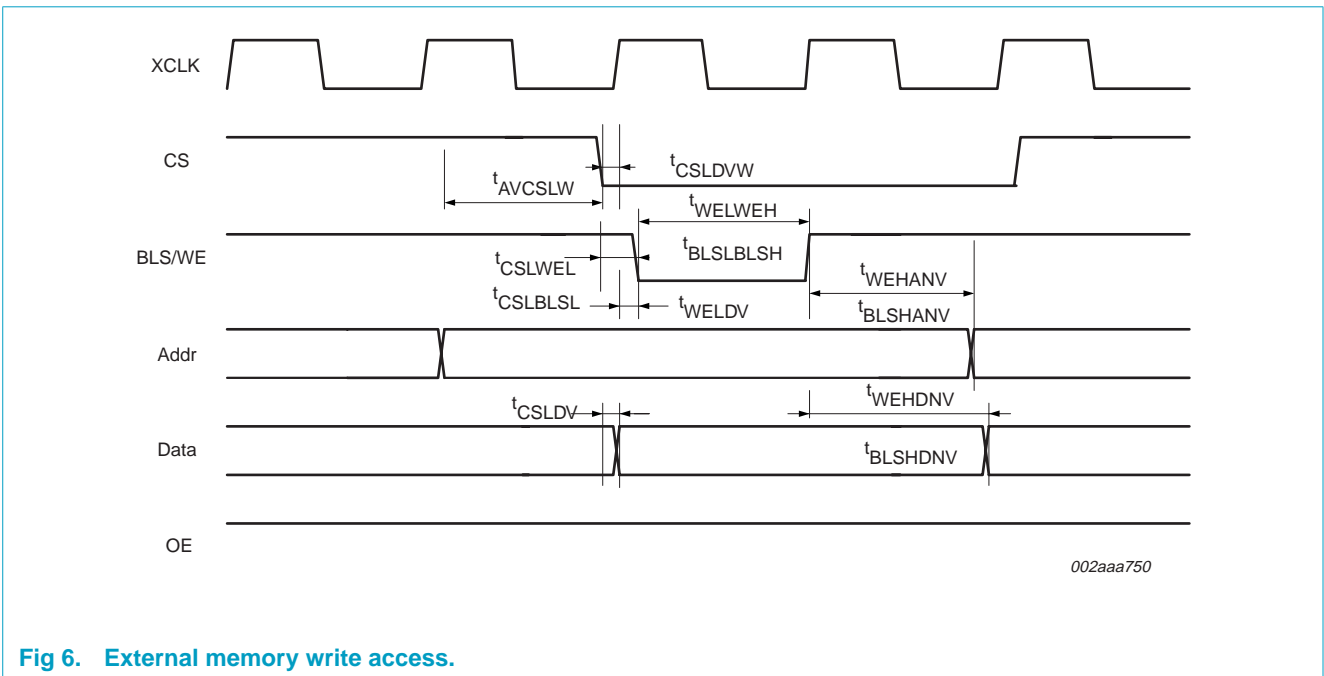 XCLK
CS
tCSLDVW
tAVCSLW
tWELWEH
BLS/WE
tCSLWEL
tBLSLBLSH
tWEHANV
tCSLBLSL
tWELDV
tBLSHANV
Addr
tCSLDV
tWEHDNV
Data
tBLSHDNV
OE
002aaa750
Fig 6. External memory write access.